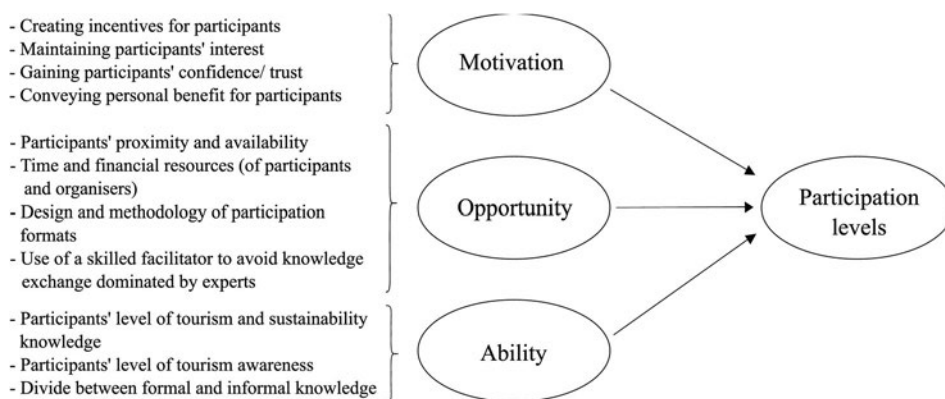 - Creating incentives for participants
- Maintaining participants' interest
- Gaining participants' confidence/ trust
- Conveying personal benefit for participants
Motivation
- Participants' proximity and availability
- Time and financial resources (of participants
and organisers)
- Design and methodology of participation
formats
- Use of a skilled facilitator to avoid knowledge
exchange dominated by experts
Opportunity
- Participants' level of tourism and sustainability
knowledge
- Participants' level of tourism awareness
- Divide between formal and informal knowledge
Ability
Participation
levels